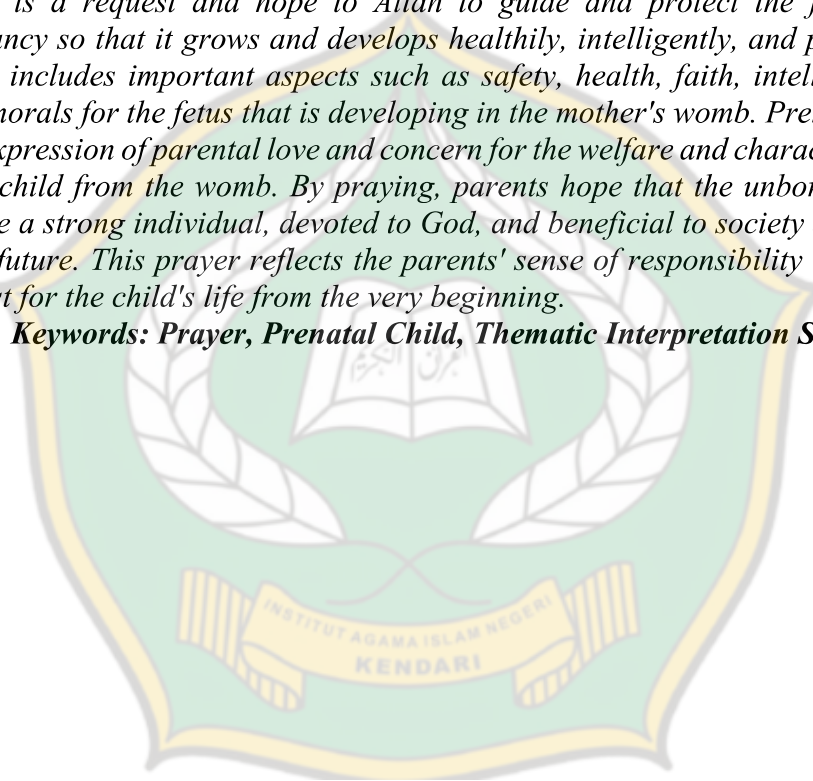 is a request and hope to Allah to guide and protect the
ncy so that it grows and develops healthily, intelligently, and
includes important aspects such as safety, health, faith,
morals for the fetus that is developing in the mother's womb.
xpression of parental love and concern for the welfare and
child from the womb. By praying, parents hope that the
e a strong individual, devoted to God, and beneficial to society
future. This prayer reflects the parents' sense of responsibility
for the child's life from the very beginning.
Keywords: Prayer, Prenatal Child, Thematic Interpretation S
القرآن الكريم
INSTITUT AGAMA ISLAM NEGERI
KENDARI